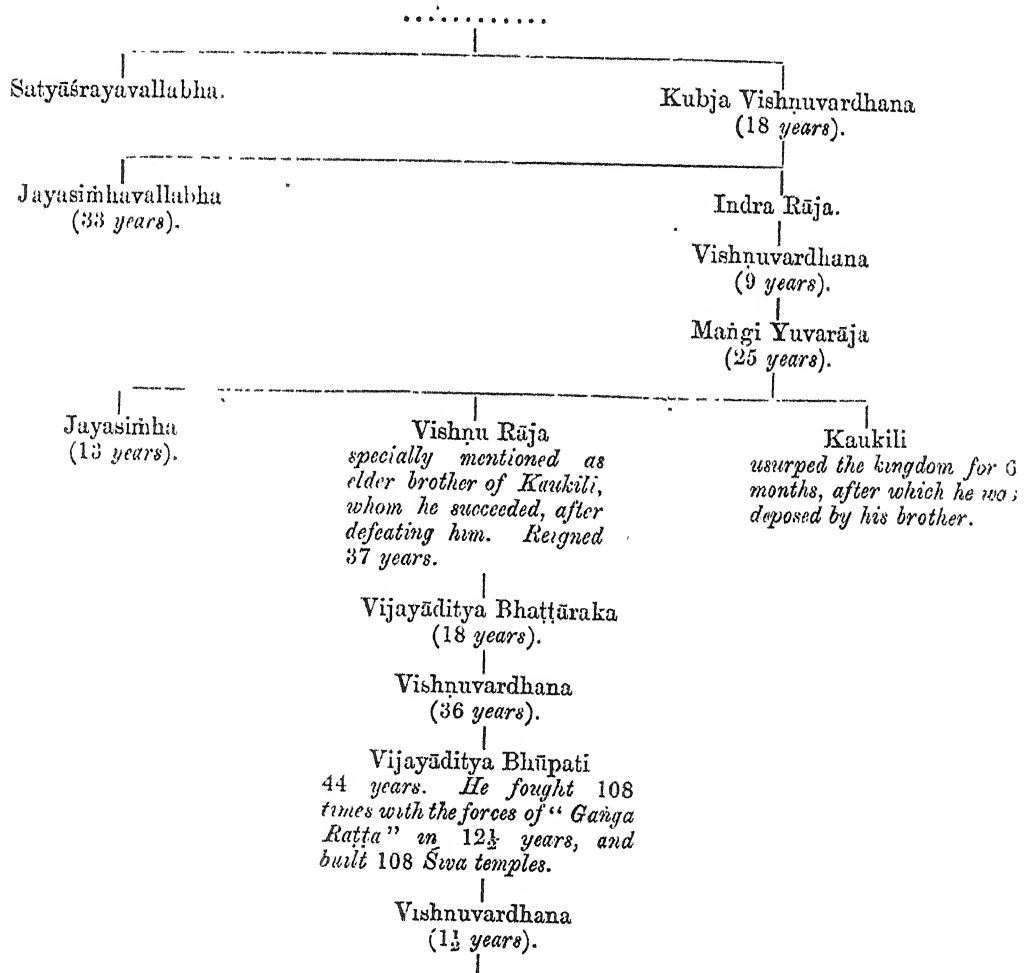 ............
Satyāśrayavallabha.
Kubja Vishṇuvardhana
(18 years).
Jayasiṁhavallabha
(33 years).
Indra Rāja.
Vishṇuvardhana
(9 years).
Maṅgi Yuvarāja
(25 years).
Jayasiṁha
(13 years).
Vishṇu Rāja
specially mentioned as
elder brother of Kaukili,
whom he succeeded, after
defeating him. Reigned
37 years.
Kaukili
usurped the kingdom for 6
months, after which he was
deposed by his brother.
Vijayāditya Bhaṭṭāraka
(18 years).
Vishṇuvardhana
(36 years).
Vijayāditya Bhūpati
44 years. He fought 108
times with the forces of “ Gaṅga
Raṭṭa ” in 12½ years, and
built 108 Śiva temples.
Vishnuvardhana
(1½ years).